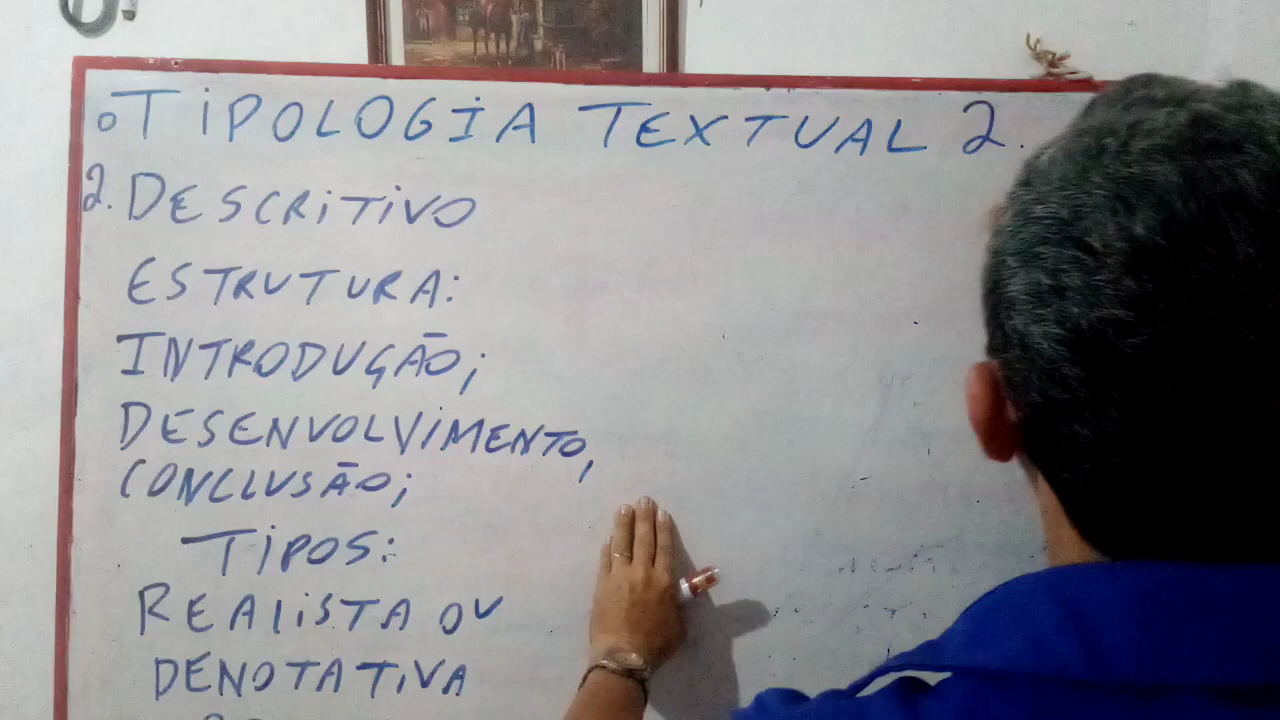 o TIPOLOGIA TEXTUAL 2.
2. DESCRITIVO
ESTRUTURA:
INTRODUÇÃO;
DESENVOLVIMENTO,
CONCLUSÃO;
TIPOS:
REALISTA OU
DENOTATIVA